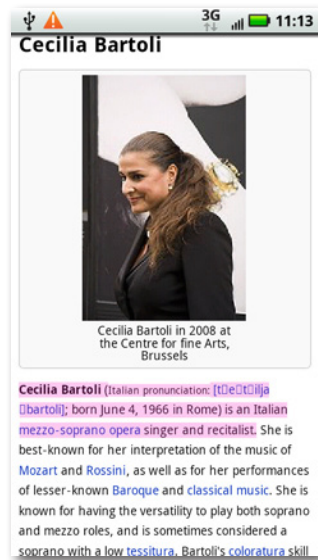 3G 11:13
Cecilia Bartoli
Cecilia Bartoli in 2008 at
the Centre for fine Arts,
Brussels
Cecilia Bartoli (Italian pronunciation: [t▯e▯t▯ilja
▯bartoli]; born June 4, 1966 in Rome) is an Italian
mezzo-soprano opera singer and recitalist. She is
best-known for her interpretation of the music of
Mozart and Rossini, as well as for her performances
of lesser-known Baroque and classical music. She is
known for having the versatility to play both soprano
and mezzo roles, and is sometimes considered a
soprano with a low tessitura. Bartoli's coloratura skill